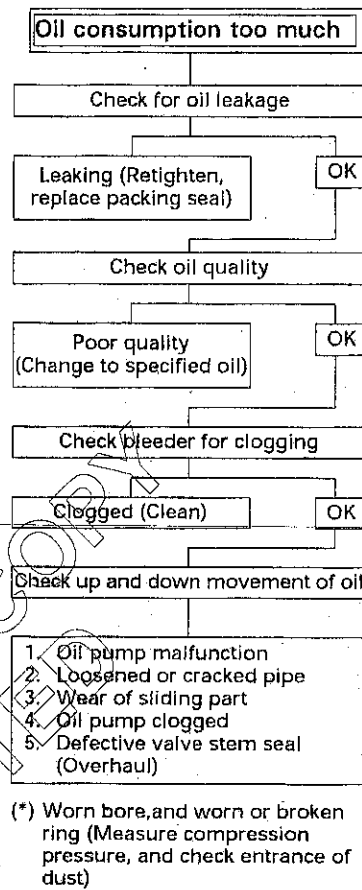 Oil consumption too much
Check for oil leakage
Leaking (Retighten,
replace packing seal)
OK
Check oil quality
Poor quality
(Change to specified oil)
OK
Check bleeder for clogging
Clogged (Clean)
OK
Check up and down movement of oil
1. Oil pump malfunction
2. Loosened or cracked pipe
3. Wear of sliding part
4. Oil pump clogged
5. Defective valve stem seal
(Overhaul)
(*) Worn bore,and worn or broken
ring (Measure compression
pressure, and check entrance of
dust)
COPY